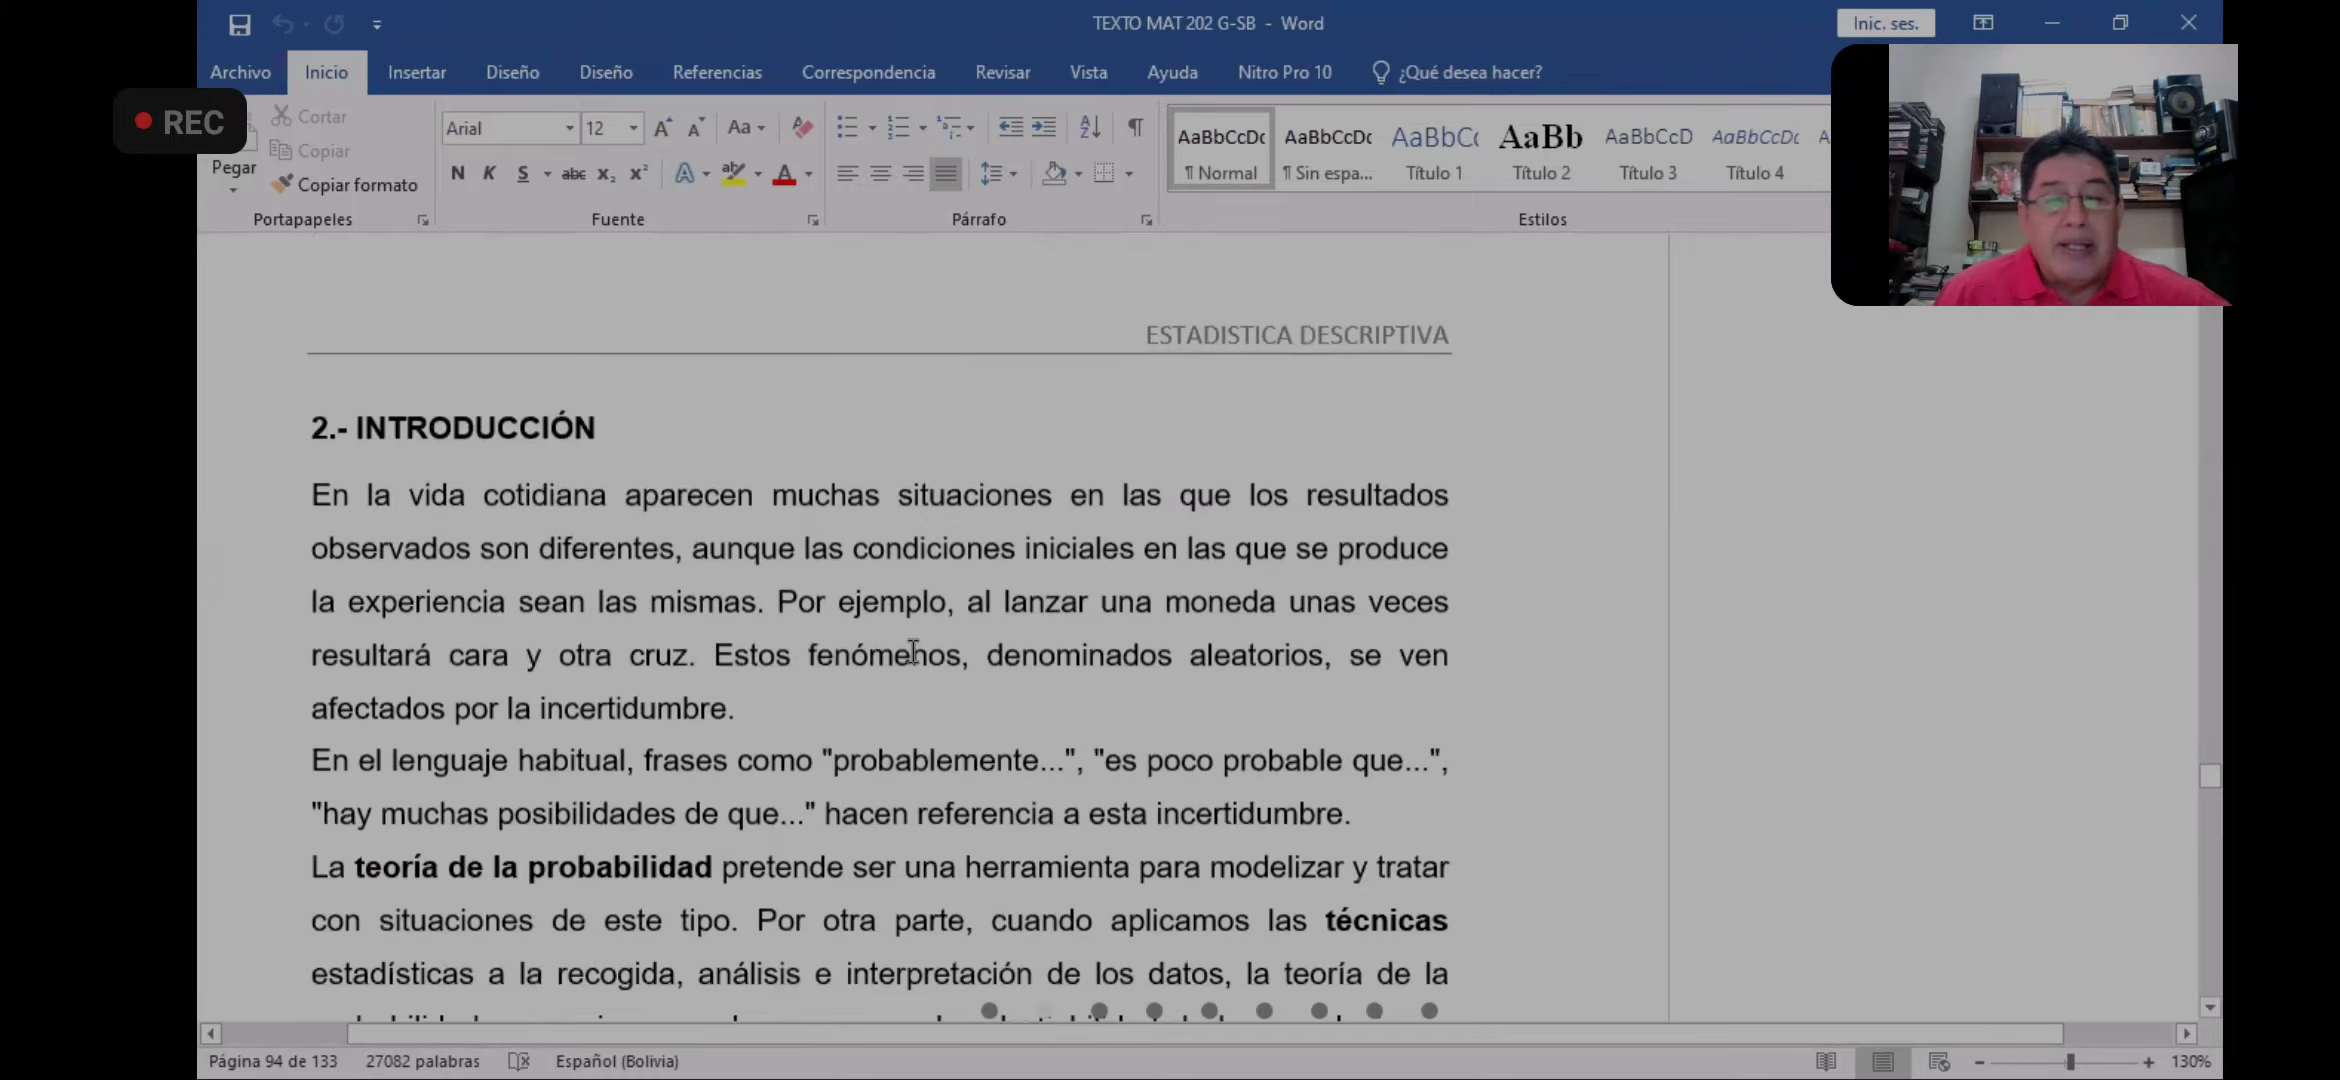 TEXTO MAT 202 G-SB - Word
Inic. ses.
Archivo Inicio Insertar Diseño Diseño Referencias Correspondencia Revisar Vista Ayuda Nitro Pro 10 ¿Qué desea hacer?
REC
Pegar
Cortar
Copiar
Copiar formato
Portapapeles
Arial 12
Aa
N K S abc x₂ x²
A
Fuente
Párrafo
AaBbCcDc AaBbCcDc AaBbC AaBb AaBbCcD AaBbCcDc
¶ Normal ¶ Sin espa... Título 1 Título 2 Título 3 Título 4
Estilos
ESTADISTICA DESCRIPTIVA
2.- INTRODUCCIÓN
En la vida cotidiana aparecen muchas situaciones en las que los resultados
observados son diferentes, aunque las condiciones iniciales en las que se produce
la experiencia sean las mismas. Por ejemplo, al lanzar una moneda unas veces
resultará cara y otra cruz. Estos fenómenos, denominados aleatorios, se ven
afectados por la incertidumbre.
En el lenguaje habitual, frases como "probablemente...", "es poco probable que...",
"hay muchas posibilidades de que..." hacen referencia a esta incertidumbre.
La teoría de la probabilidad pretende ser una herramienta para modelizar y tratar
con situaciones de este tipo. Por otra parte, cuando aplicamos las técnicas
estadísticas a la recogida, análisis e interpretación de los datos, la teoría de la
Página 94 de 133 27082 palabras Español (Bolivia) 130%